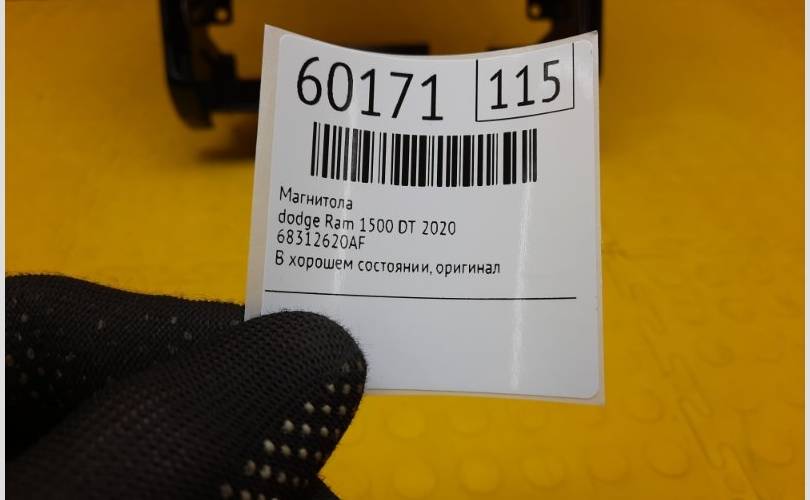 60171 115
Магнитола
dodge Ram 1500 DT 2020
68312620AF
В хорошем состоянии, оригинал